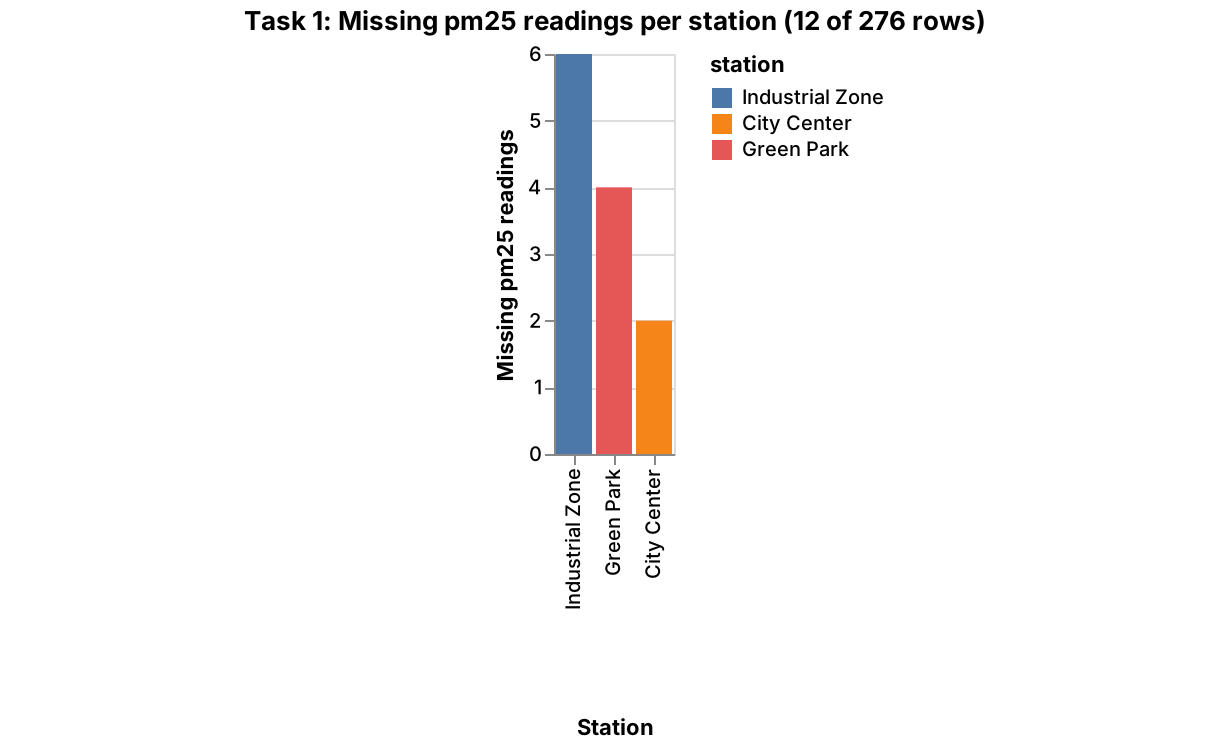 Task 1: Missing pm25 readings per station (12 of 276 rows)
station
Industrial Zone
City Center
Green Park
Missing pm25 readings
6
5
4
3
2
1
0
Industrial Zone
Green Park
City Center
Station